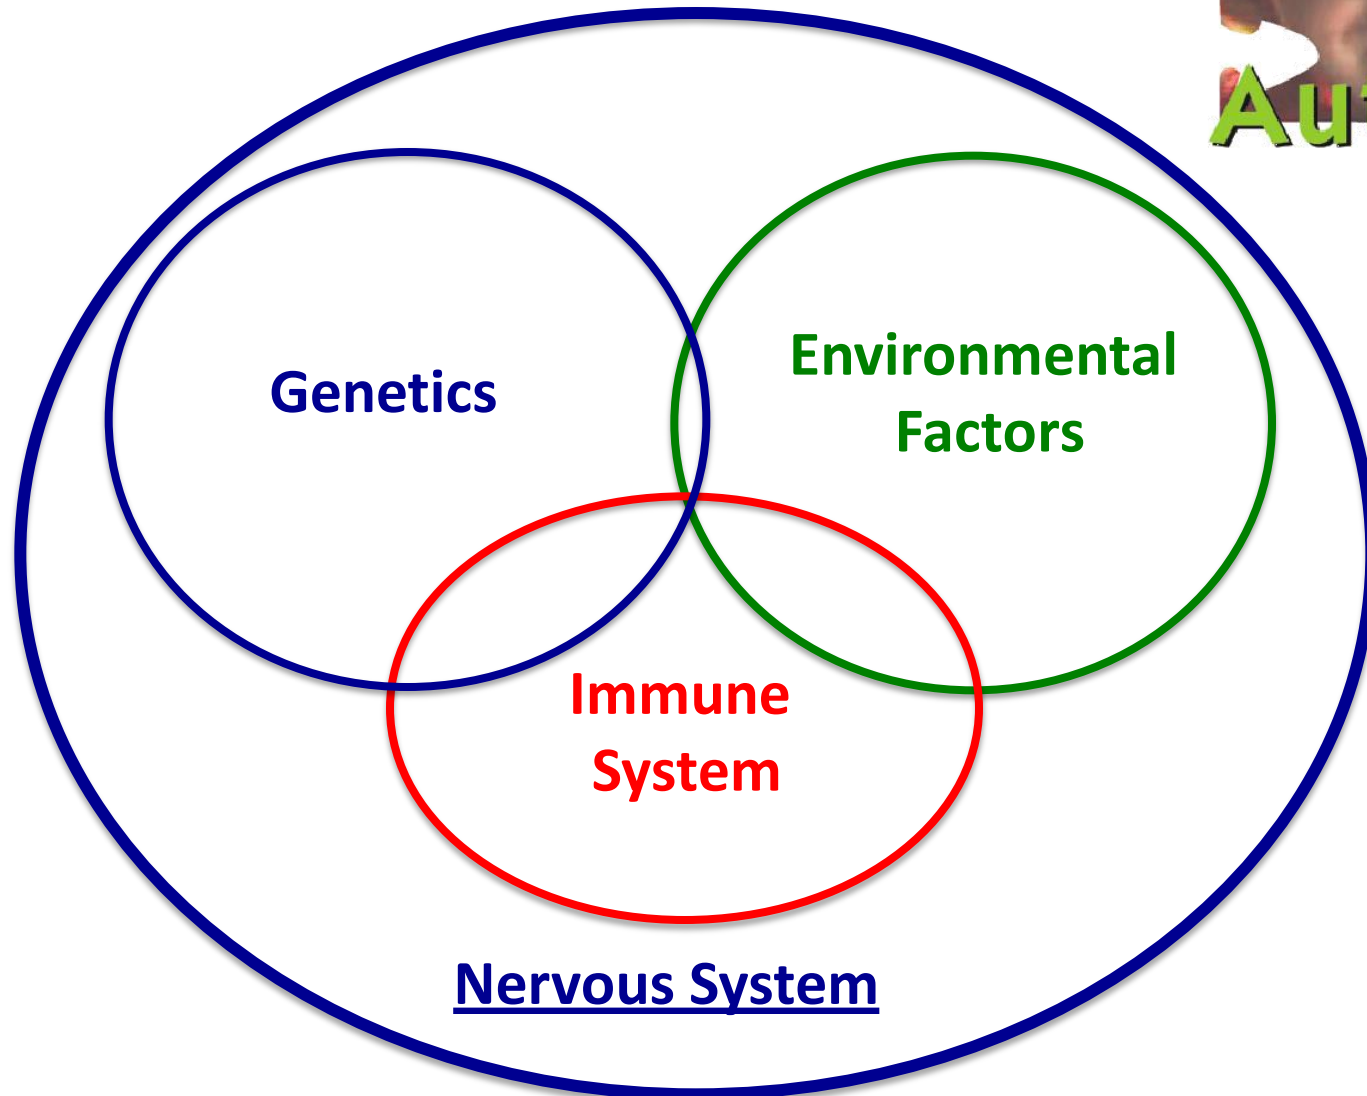 Genetics
Environmental
Factors
Immune
System
Nervous System